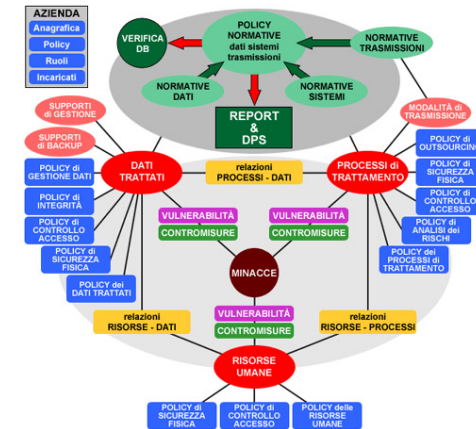 AZIENDA
Anagrafica
Policy
Ruoli
Incaricati
VERIFICA
DB
POLICY
NORMATIVE
dati sistemi
trasmissioni
NORMATIVE
TRASMISSIONI
NORMATIVE
DATI
NORMATIVE
SISTEMI
REPORT
&
DPS
SUPPORTI
di GESTIONE
SUPPORTI
di BACKUP
MODALITÀ di
TRASMISSIONE
DATI
TRATTATI
relazioni
PROCESSI - DATI
PROCESSI di
TRATTAMENTO
POLICY di
GESTIONE DATI
POLICY di
INTEGRITÀ
POLICY di
CONTROLLO
ACCESSO
POLICY di
SICUREZZA
FISICA
POLICY dei
DATI TRATTATI
POLICY di
OUTSOURCING
POLICY di
SICUREZZA
FISICA
POLICY di
CONTROLLO
ACCESSO
POLICY di
ANALISI dei
RISCHI
POLICY dei
PROCESSI di
TRATTAMENTO
VULNERABILITÀ
CONTROMISURE
VULNERABILITÀ
CONTROMISURE
MINACCE
VULNERABILITÀ
CONTROMISURE
relazioni
RISORSE - DATI
relazioni
RISORSE - PROCESSI
RISORSE
UMANE
POLICY di
SICUREZZA
FISICA
POLICY di
CONTROLLO
ACCESSO
POLICY delle
RISORSE
UMANE